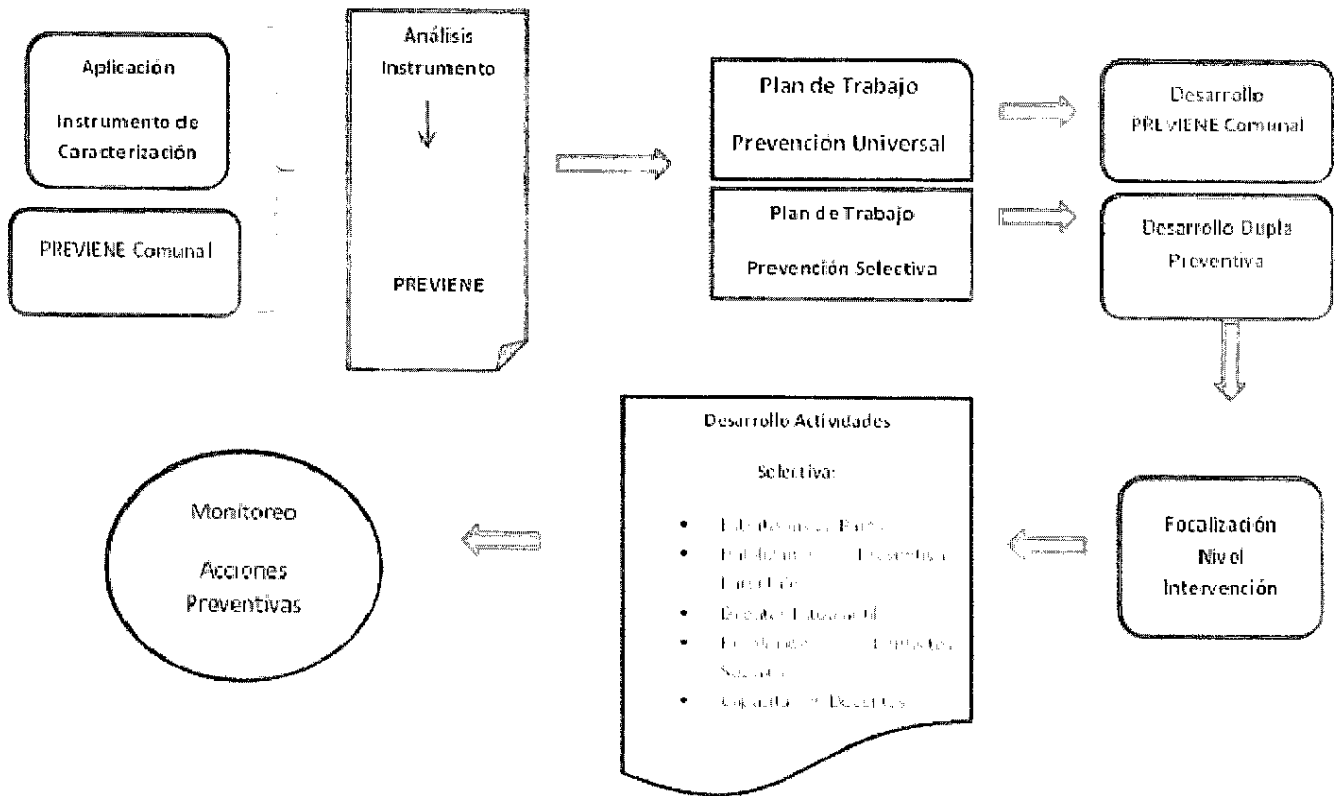 Aplicación
Instrumento de
Caracterización
PREVIENE Comunal
Análisis
Instrumento
PREVIENE
Plan de Trabajo
Prevención Universal
Plan de Trabajo
Prevención Selectiva
Desarrollo
PREVIENE Comunal
Desarrollo Dupla
Preventiva
Focalización
Nivel
Intervención
Desarrollo Actividades
Selectiva:
Monitoreo
Acciones
Preventivas